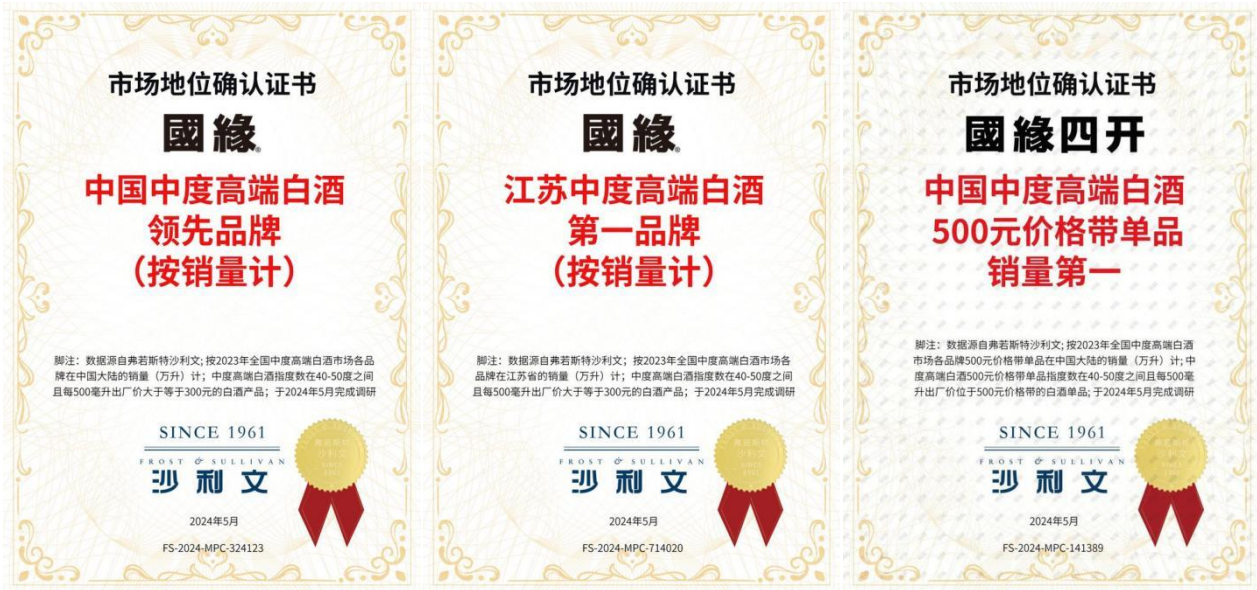 市场地位确认证书
國緣®
中国中度高端白酒
领先品牌
（按销量计）
脚注：数据源自弗若斯特沙利文; 按2023年全国中度高端白酒市场各品
牌在中国大陆的销量（万升）计；中度高端白酒指度数在40-50度之间
且每500毫升出厂价大于等于300元的白酒产品；于2024年5月完成调研
SINCE 1961
FROST & SULLIVAN
沙利文
2024年5月
FS-2024-MPC-324123
市场地位确认证书
國緣®
江苏中度高端白酒
第一品牌
（按销量计）
脚注：数据源自弗若斯特沙利文；按2023年全国中度高端白酒市场各
品牌在江苏省的销量（万升）计；中度高端白酒指度数在40-50度之间
且每500毫升出厂价大于等于300元的白酒产品；于2024年5月完成调研
SINCE 1961
FROST & SULLIVAN
沙利文
2024年5月
FS-2024-MPC-714020
市场地位确认证书
國緣四开
中国中度高端白酒
500元价格带单品
销量第一
脚注：数据源自弗若斯特沙利文; 按2023年全国中度高端白酒
市场各品牌500元价格带单品在中国大陆的销量（万升）计; 中
度高端白酒500元价格带单品指度数在40-50度之间且每500毫
升出厂价位于500元价格带的白酒单品; 于2024年5月完成调研
SINCE 1961
FROST & SULLIVAN
沙利文
2024年5月
FS-2024-MPC-141389